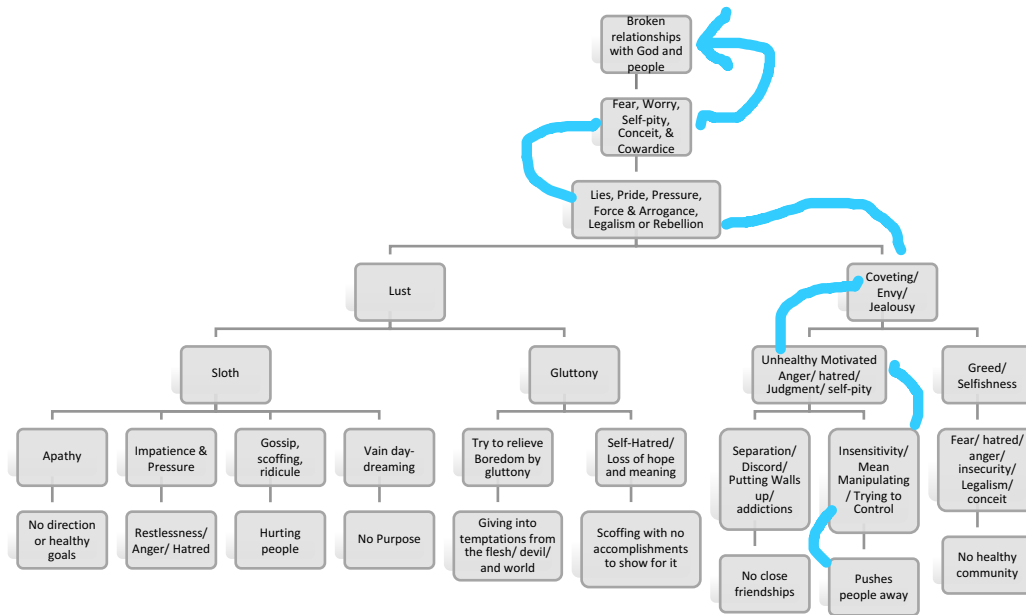 Broken
relationships
with God and
people
Fear, Worry,
Self-pity,
Conceit, &
Cowardice
Lies, Pride, Pressure,
Force & Arrogance,
Legalism or Rebellion
Lust
Coveting/
Envy/
Jealousy
Sloth
Gluttony
Unhealthy Motivated
Anger/ hatred/
Judgment/ self-pity
Greed/
Selfishness
Apathy
Impatience &
Pressure
Gossip,
scoffing,
ridicule
Vain day-
dreaming
Try to relieve
Boredom by
gluttony
Self-Hatred/
Loss of hope
and meaning
Separation/
Discord/
Putting Walls
up/
addictions
Insensitivity/
Mean
Manipulating
/ Trying to
Control
Fear/ hatred/
anger/
insecurity/
Legalism/
conceit
No direction
or healthy
goals
Restlessness/
Anger/ Hatred
Hurting
people
No Purpose
Giving into
temptations from
the flesh/ devil/
and world
Scoffing with no
accomplishments
to show for it
No close
friendships
Pushes
people away
No healthy
community